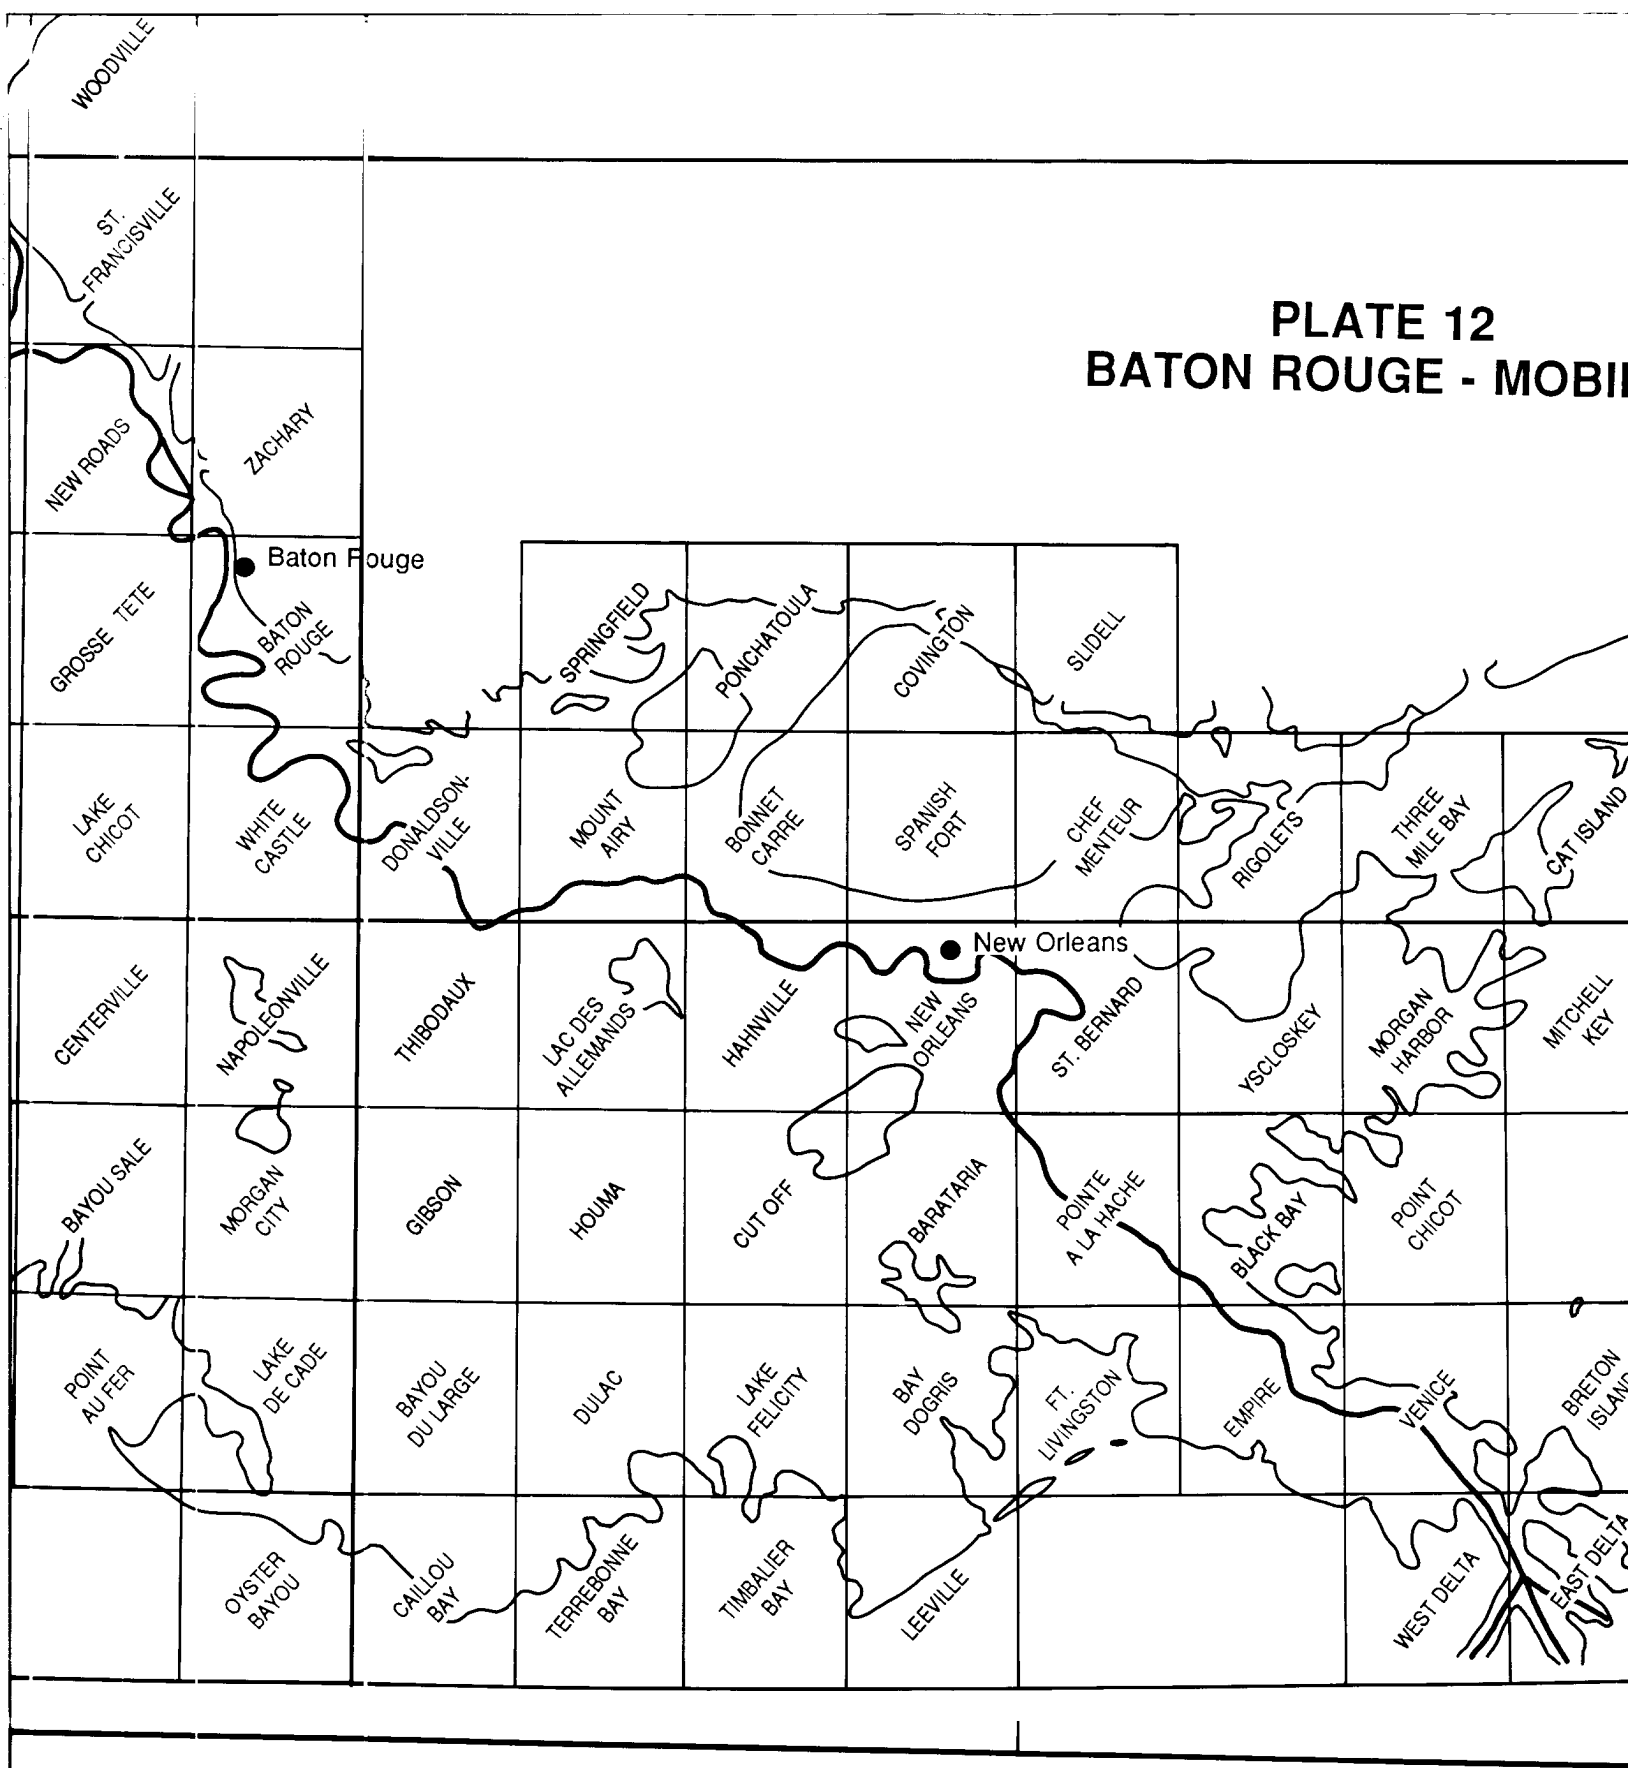 WOODVILLE
ST.
FRANCISVILLE
PLATE 12
BATON ROUGE - MOBIL
NEW ROADS
ZACHARY
Baton Rouge
GROSSE TETE
BATON
ROUGE
SPRINGFIELD
PONCHATOULA
COVINGTON
SLIDELL
LAKE
CHICOT
WHITE
CASTLE
DONALDSON-
VILLE
MOUNT
AIRY
BONNET
CARRE
SPANISH
FORT
CHEF
MENTEUR
RIGOLETS
THREE
MILE BAY
CAT ISLAND
New Orleans
CENTERVILLE
NAPOLEONVILLE
THIBODAUX
LAC DES
ALLEMANDS
HAHNVILLE
NEW
ORLEANS
ST. BERNARD
YSCLOSKEY
MORGAN
HARBOR
MITCHELL
KEY
BAYOU SALE
MORGAN
CITY
GIBSON
HOUMA
CUT OFF
BARATARIA
POINTE
A LA HACHE
BLACK BAY
POINT
CHICOT
POINT
AU FER
LAKE
DE CADE
BAYOU
DU LARGE
DULAC
LAKE
FELICITY
BAY
DOGRIS
FT.
LIVINGSTON
EMPIRE
VENICE
BRETON
ISLAND
OYSTER
BAYOU
CAILLOU
BAY
TERREBONNE
BAY
TIMBALIER
BAY
LEEVILLE
WEST DELTA
EAST DELTA